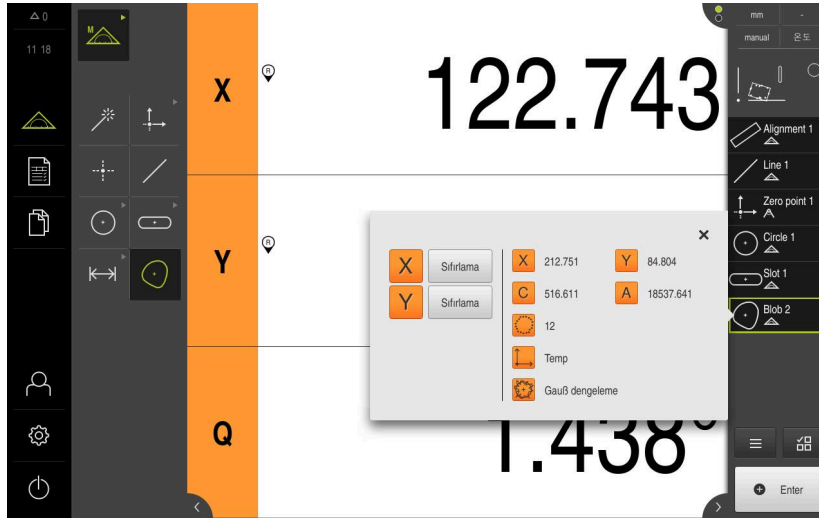 0
11 18
M
X
R
122.743
Y
R
Q
1.438°
X Sıfırlama
Y Sıfırlama
X 212.751 Y 84.804
C 516.611 A 18537.641
12
Temp
Gauß dengeleme
mm -
manual 온도
Alignment 1
Line 1
Zero point 1
Circle 1
Slot 1
Blob 2
Enter